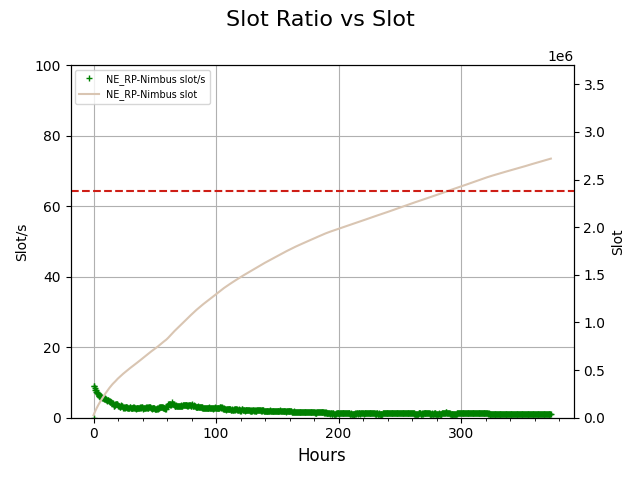 Slot Ratio vs Slot
1e6
NE_RP-Nimbus slot/s
NE_RP-Nimbus slot
100
80
60
40
20
0
Slot/s
3.5
3.0
2.5
2.0
1.5
1.0
0.5
0.0
Slot
0 100 200 300
Hours